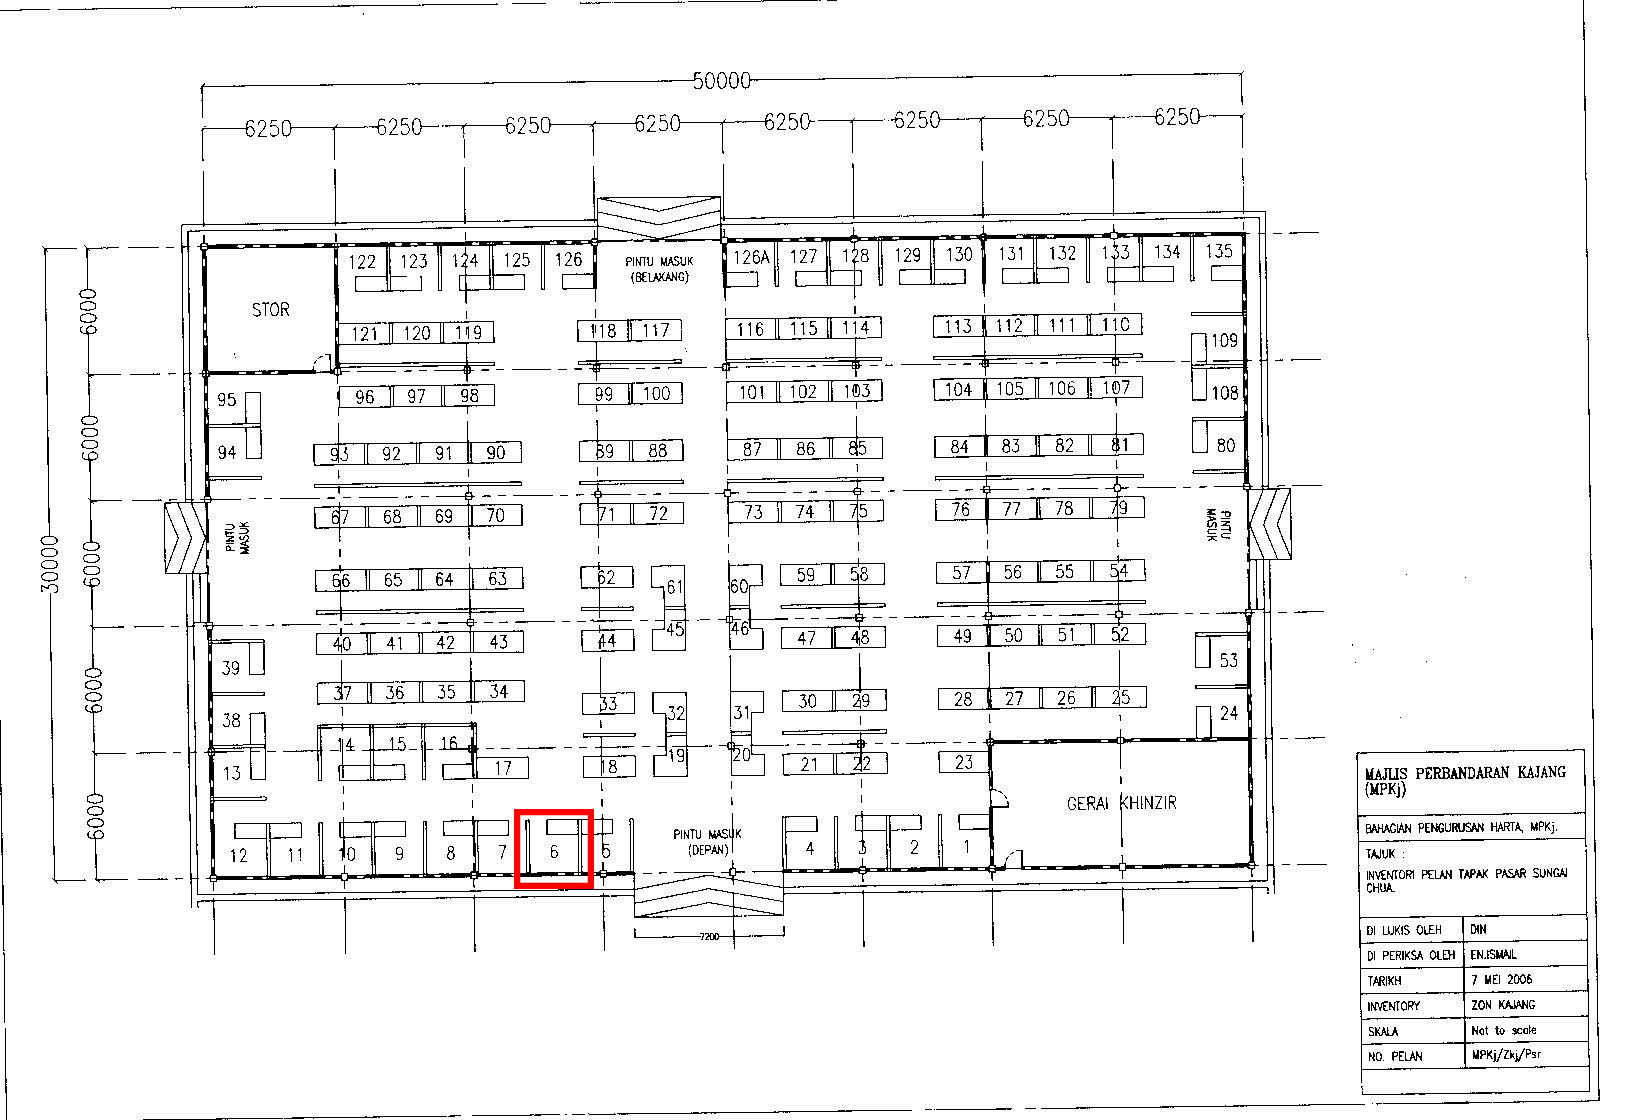 50000
6250 6250 6250 6250 6250 6250 6250 6250
122 123 124 125 126 PINTU MASUK 126A 127 128 129 130 131 132 133 134 135
(BELAKANG)
6000
STOR
121 120 119 118 117 116 115 114 113 112 111 110
109
95 96 97 98 99 100 101 102 103 104 105 106 107 108
6000
94 93 92 91 90 89 88 87 86 85 84 83 82 81 80
67 68 69 70 71 72 73 74 75 76 77 78 79
PINTU MASUK
PINTU MASUK
30000
6000
66 65 64 63 62 61 60 59 58 57 56 55 54
40 41 42 43 44 45 46 47 48 49 50 51 52
39 53
6000
37 36 35 34 33 32 31 30 29 28 27 26 25
38 24
14 15 16
13 17 18 19 20 21 22 23
6000
GERAI KHINZIR
PINTU MASUK
(DEPAN)
12 11 10 9 8 7 6 5 4 3 2 1
7200
MAJLIS PERBANDARAN KAJANG
(MPKj)
BAHAGIAN PENGURUSAN HARTA, MPKj.
TAJUK :
INVENTORI PELAN TAPAK PASAR SUNGAI
CHUA.
DI LUKIS OLEH DIN
DI PERIKSA OLEH EN.ISMAIL
TARIKH 7 MEI 2006
INVENTORY ZON KAJANG
SKALA Not to scale
NO. PELAN MPKj/Zkj/Psr